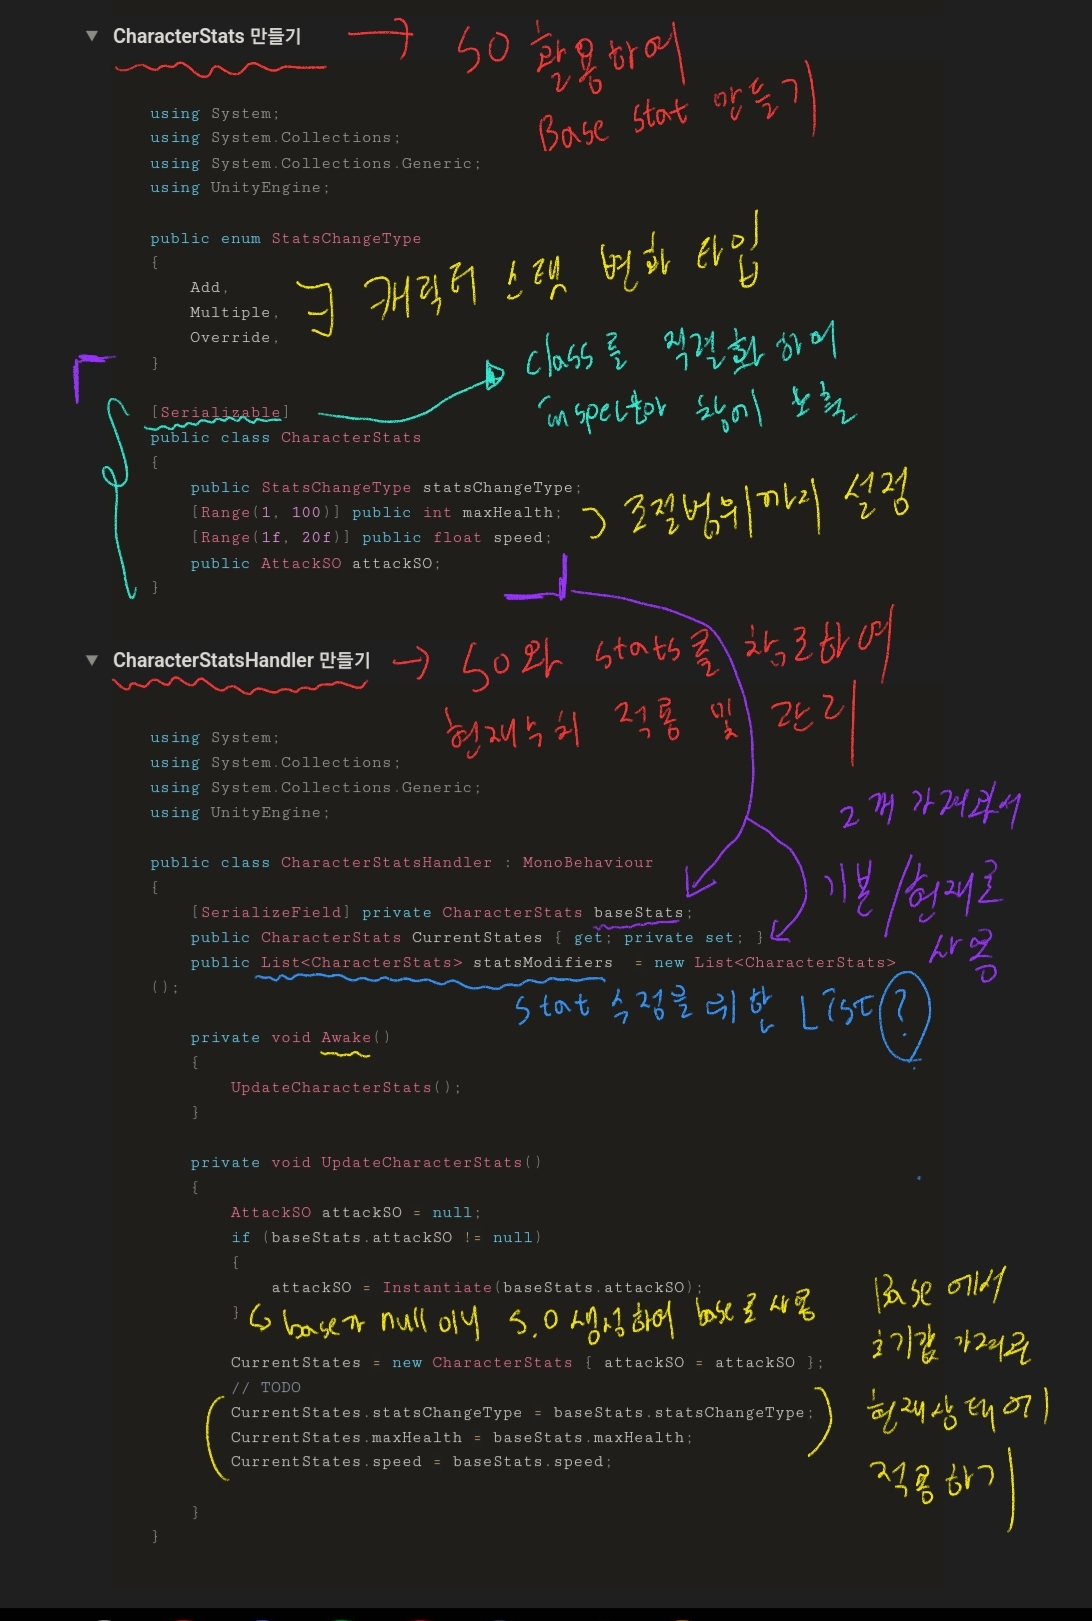 ▼ CharacterStats 만들기 → SO 활용하여
Base stat 만들기
using System;
using System.Collections;
using System.Collections.Generic;
using UnityEngine;
public enum StatsChangeType
{
Add,
Multiple, 캐릭터 스탯 변화 타입
Override,
}
class를 직렬화 하여
inspector 창에 노출
[Serializable]
public class CharacterStats
{
public StatsChangeType statsChangeType;
[Range(1, 100)] public int maxHealth; 조절범위까지 설정
[Range(1f, 20f)] public float speed;
public AttackSO attackSO;
}
▼ CharacterStatsHandler 만들기 → SO와 stats를 참조하여
현재수치 적용 및 관리
using System;
using System.Collections;
using System.Collections.Generic;
using UnityEngine;
2개 가져와서
기본/현재로
사용
public class CharacterStatsHandler : MonoBehaviour
{
[SerializeField] private CharacterStats baseStats;
public CharacterStats CurrentStates { get; private set; }
public List<CharacterStats> statsModifiers = new List<CharacterStats>
();
stat 수정을 위한 List?
private void Awake()
{
UpdateCharacterStats();
}
private void UpdateCharacterStats()
{
AttackSO attackSO = null;
if (baseStats.attackSO != null)
{
attackSO = Instantiate(baseStats.attackSO);
}
base가 null이니 S.O 생성하여 base로 사용
CurrentStates = new CharacterStats { attackSO = attackSO };
// TODO
CurrentStates.statsChangeType = baseStats.statsChangeType;
CurrentStates.maxHealth = baseStats.maxHealth;
CurrentStates.speed = baseStats.speed;
Base에서
초기값 가져와
현재상태에
적용하기
}
}